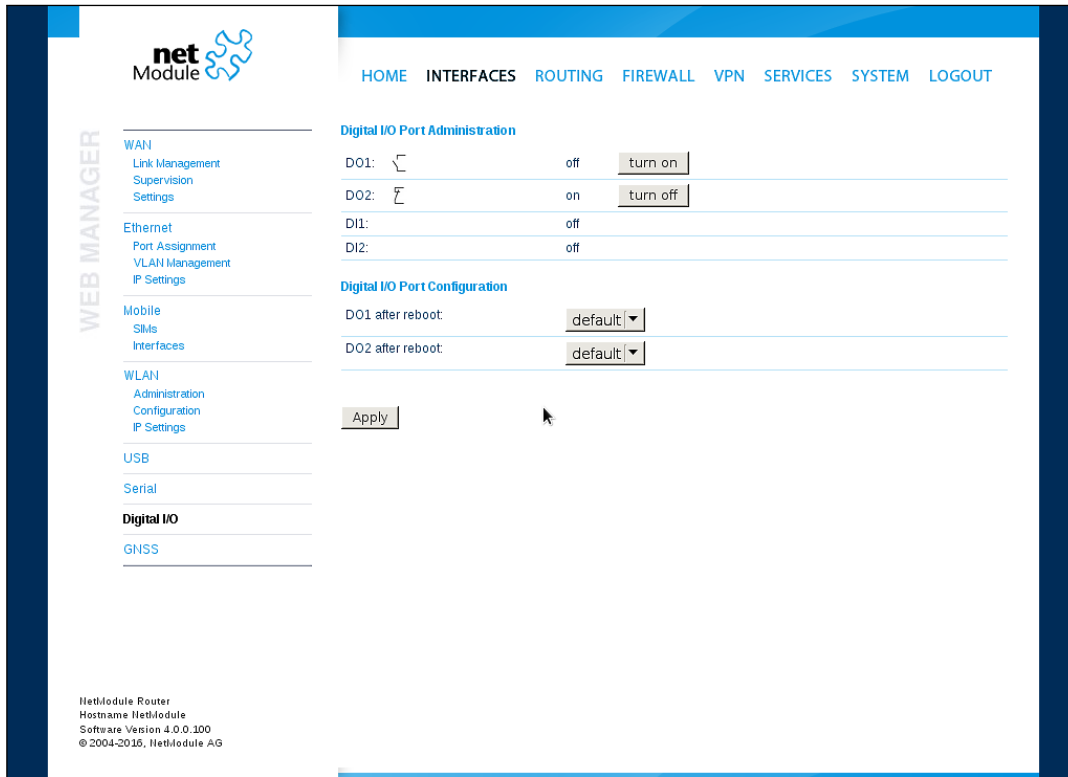 net
Module
HOME INTERFACES ROUTING FIREWALL VPN SERVICES SYSTEM LOGOUT
WEB MANAGER
WAN
Link Management
Supervision
Settings
Ethernet
Port Assignment
VLAN Management
IP Settings
Mobile
SIMs
Interfaces
WLAN
Administration
Configuration
IP Settings
USB
Serial
Digital I/O
GNSS
Digital I/O Port Administration
DO1: off turn on
DO2: on turn off
DI1: off
DI2: off
Digital I/O Port Configuration
DO1 after reboot: default
DO2 after reboot: default
Apply
NetModule Router
Hostname NetModule
Software Version 4.0.0.100
© 2004-2016, NetModule AG